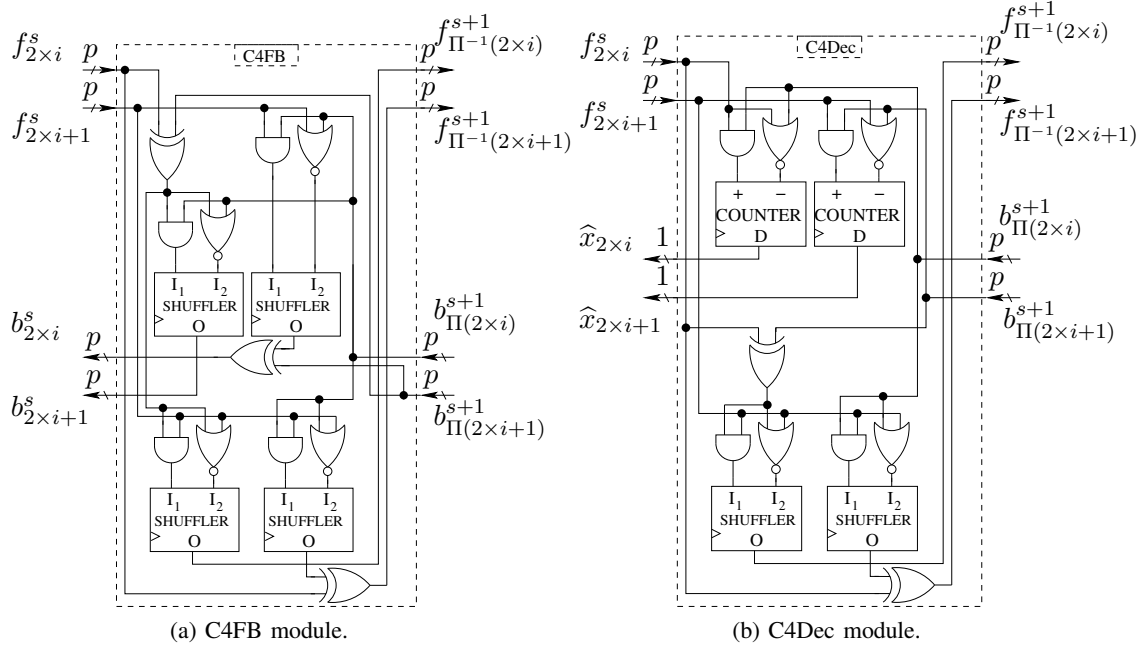 f^s_{2×i} p C4FB p f^{s+1}_{Π^{-1}(2×i)}
f^s_{2×i+1} p p f^{s+1}_{Π^{-1}(2×i+1)}
I_1 I_2 I_1 I_2
SHUFFLER SHUFFLER
O O
b^s_{2×i} p p b^{s+1}_{Π(2×i)}
b^s_{2×i+1} p p b^{s+1}_{Π(2×i+1)}
I_1 I_2 I_1 I_2
SHUFFLER SHUFFLER
O O
(a) C4FB module.
f^s_{2×i} p C4Dec p f^{s+1}_{Π^{-1}(2×i)}
f^s_{2×i+1} p p f^{s+1}_{Π^{-1}(2×i+1)}
+ − + −
COUNTER COUNTER
D D
x̂_{2×i} 1 p b^{s+1}_{Π(2×i)}
x̂_{2×i+1} 1 p b^{s+1}_{Π(2×i+1)}
I_1 I_2 I_1 I_2
SHUFFLER SHUFFLER
O O
(b) C4Dec module.